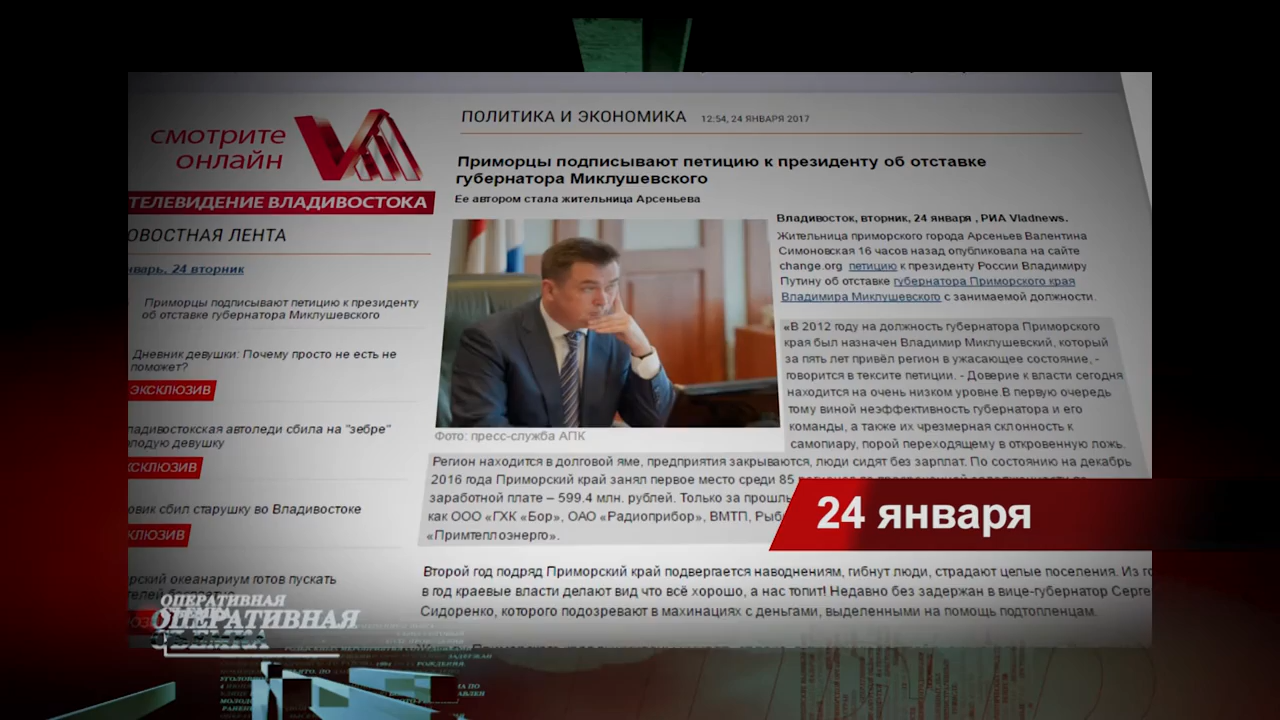 смотрите
онлайн
ТЕЛЕВИДЕНИЕ ВЛАДИВОСТОКА
ОВОСТНАЯ ЛЕНТА
нварь, 24 вторник
Приморцы подписывают петицию к президенту
об отставке губернатора Миклушевского
Дневник девушки: Почему просто не есть не
поможет?
ЭКСКЛЮЗИВ
ладивостокская автоледи сбила на "зебре"
олодую девушку
КСКЛЮЗИВ
овик сбил старушку во Владивостоке
КЛЮЗИВ
рский океанариум готов пускать
ПОЛИТИКА И ЭКОНОМИКА 12:54, 24 ЯНВАРЯ 2017
Приморцы подписывают петицию к президенту об отставке
губернатора Миклушевского
Ее автором стала жительница Арсеньева
Фото: пресс-служба АПК
Владивосток, вторник, 24 января , РИА Vladnews.
Жительница приморского города Арсеньев Валентина
Симоновская 16 часов назад опубликовала на сайте
change.org петицию к президенту России Владимиру
Путину об отставке губернатора Приморского края
Владимира Миклушевского с занимаемой должности.
«В 2012 году на должность губернатора Приморского
края был назначен Владимир Миклушевский, который
за пять лет привёл регион в ужасающее состояние, -
говорится в тексите петиции. - Доверие к власти сегодня
находится на очень низком уровне.В первую очередь
тому виной неэффективность губернатора и его
команды, а также их чрезмерная склонность к
самопиару, порой переходящему в откровенную ложь.
Регион находится в долговой яме, предприятия закрываются, люди сидят без зарплат. По состоянию на декабрь
2016 года Приморский край занял первое место среди 85
заработной плате – 599.4 млн. рублей. Только за прошлы
как ООО «ГХК «Бор», ОАО «Радиоприбор», ВМТП, Рыб
«Примтеплоэнерго».
24 января
Второй год подряд Приморский край подвергается наводнениям, гибнут люди, страдают целые поселения. Из го
в год краевые власти делают вид что всё хорошо, а нас топит! Недавно без задержан в вице-губернатор Серге
Сидоренко, которого подозревают в махинациях с деньгами, выделенными на помощь подтопленцам.
ОПЕРАТИВНАЯ
ОПЕРАТИВНАЯ
СЪЕМКА